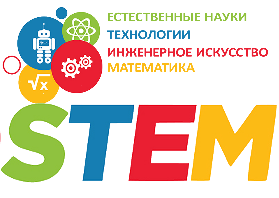 ЕСТЕСТВЕННЫЕ НАУКИ
ТЕХНОЛОГИИ
ИНЖЕНЕРНОЕ ИСКУССТВО
МАТЕМАТИКА
√x
STEM